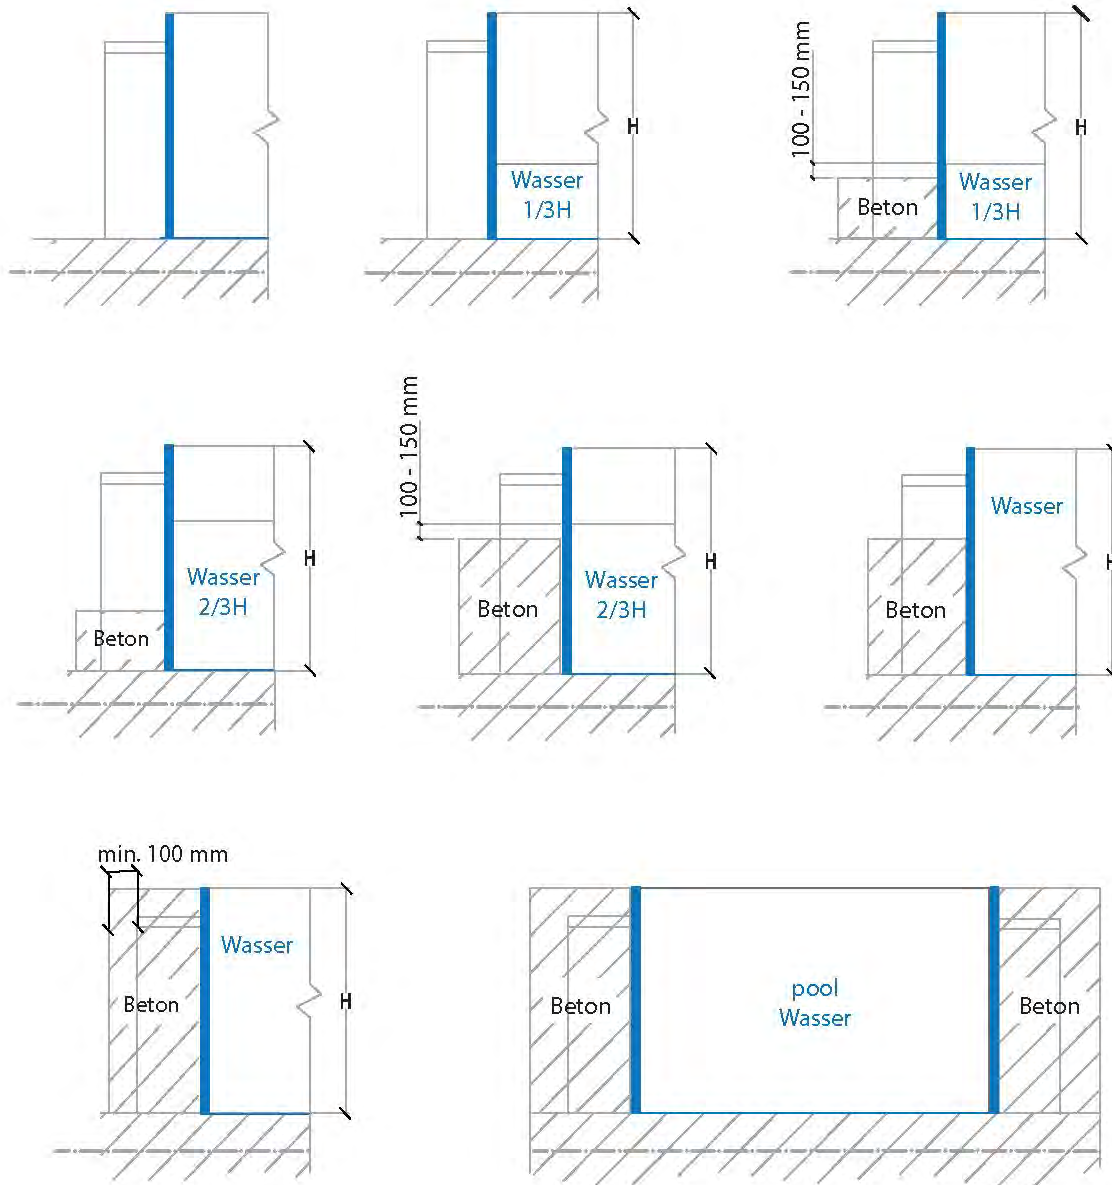 Wasser
1/3H
H
100 - 150 mm
Beton
Wasser
1/3H
H
Beton
Wasser
2/3H
H
100 - 150 mm
Beton
Wasser
2/3H
H
Beton
Wasser
H
min. 100 mm
Beton
Wasser
H
Beton
pool
Wasser
Beton